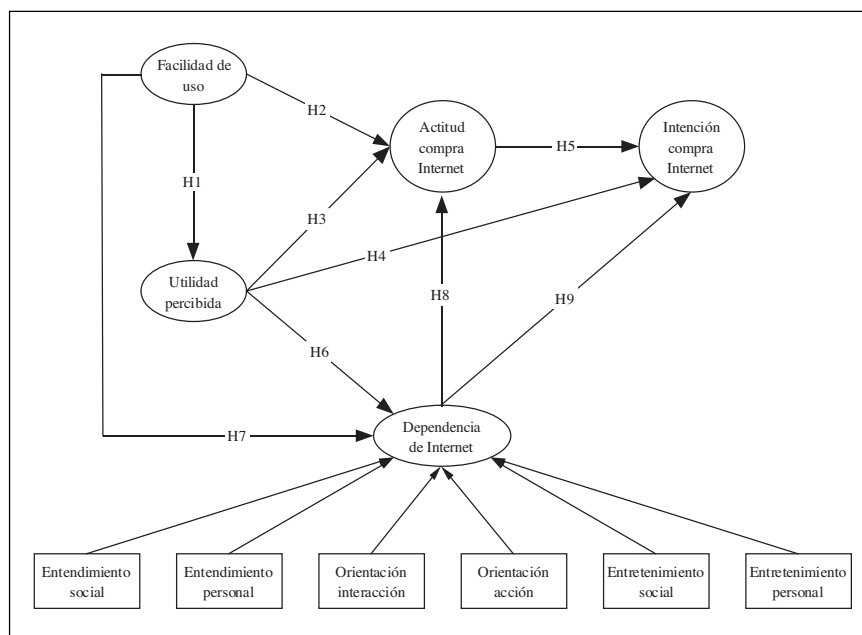 Facilidad de
uso
H2
Actitud
compra
Internet
H5
Intención
compra
Internet
H1
H3
H4
Utilidad
percibida
H8
H9
H6
H7
Dependencia
de Internet
Entendimiento
social
Entendimiento
personal
Orientación
interacción
Orientación
acción
Entretenimiento
social
Entretenimiento
personal